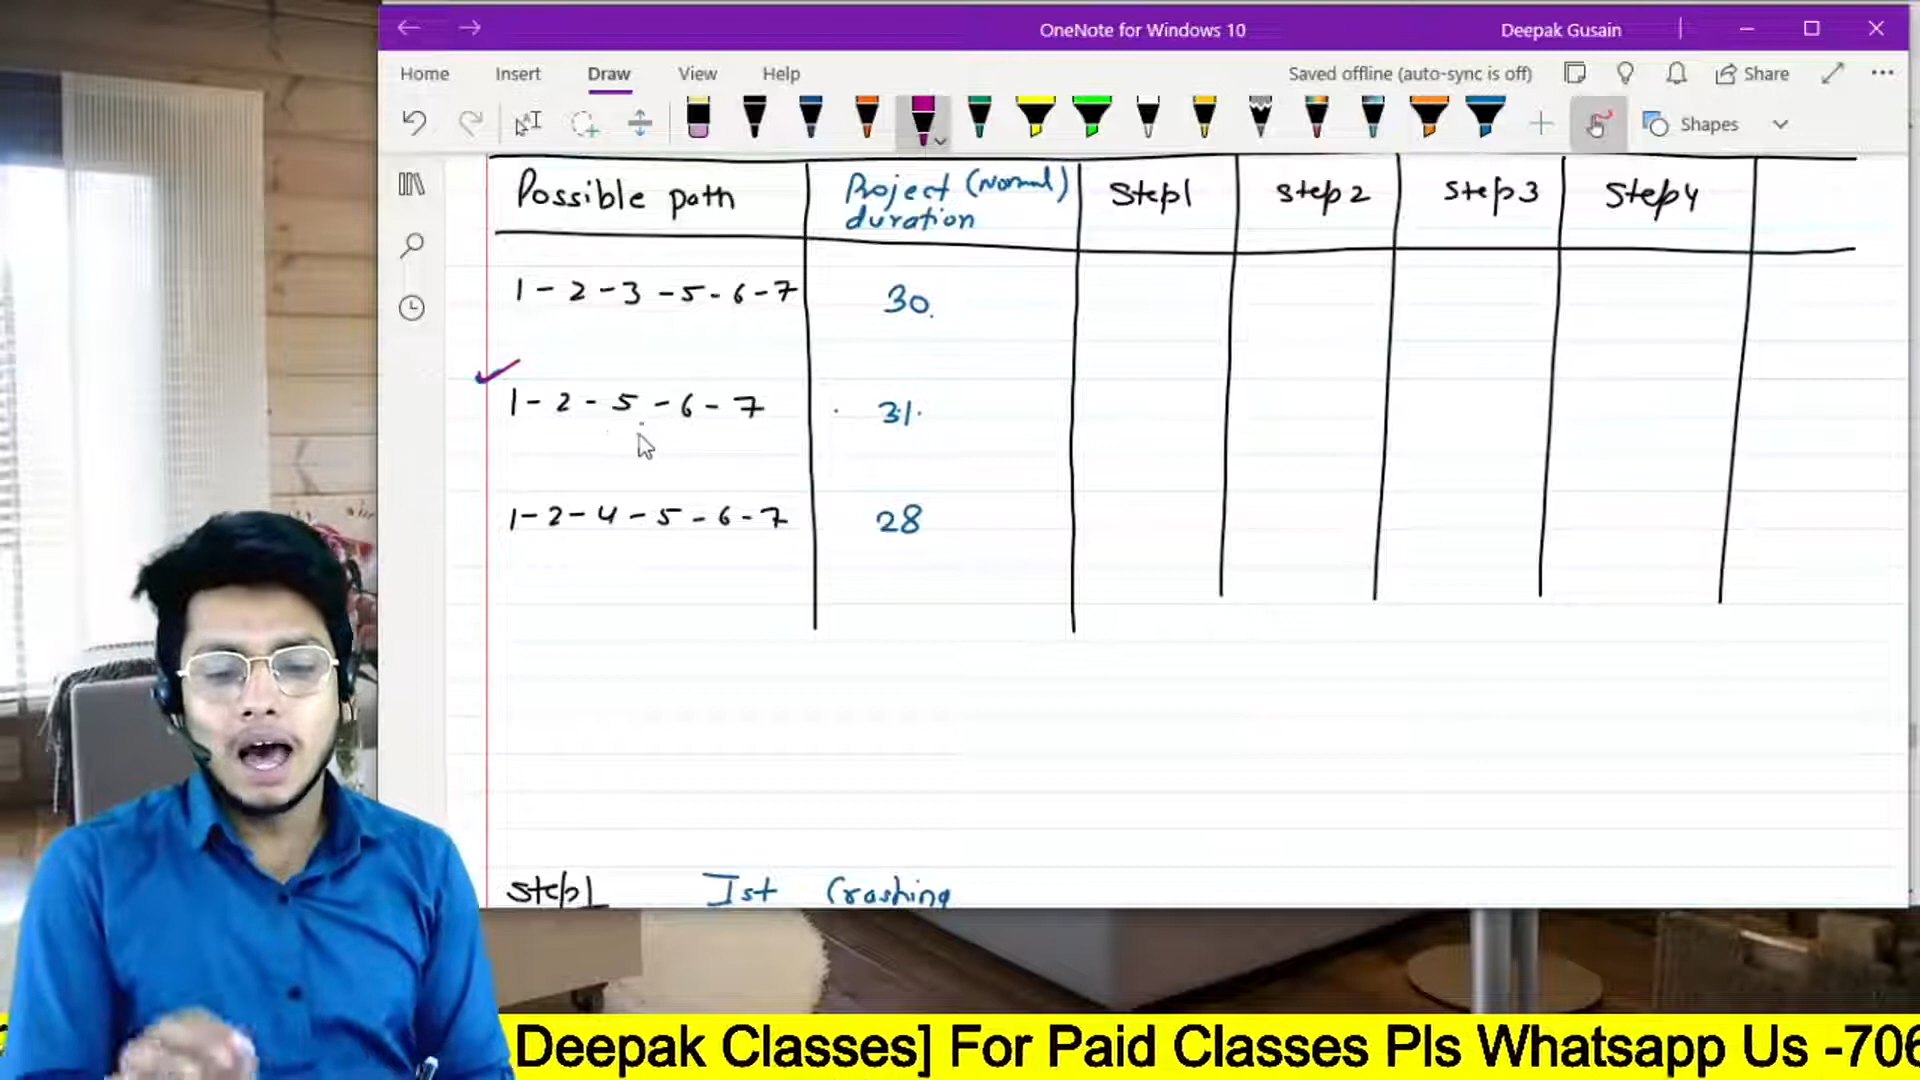 OneNote for Windows 10
Deepak Gusain
Home Insert Draw View Help
Saved offline (auto-sync is off)
Share
Shapes
Possible path
Project (Normal) duration
Step1
Step2
Step3
Step4
1 - 2 - 3 - 5 - 6 - 7
30.
1 - 2 - 5 - 6 - 7
31.
1 - 2 - 4 - 5 - 6 - 7
28
Step1 Ist Crashing
Deepak Classes] For Paid Classes Pls Whatsapp Us -706